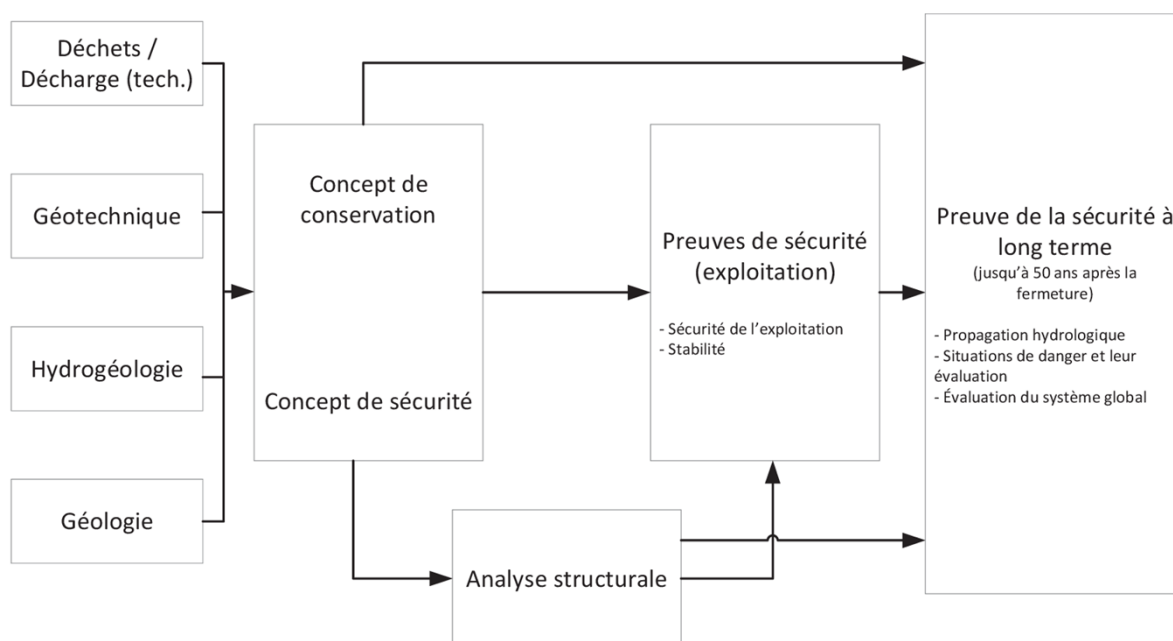 Déchets /
Décharge (tech.)
Géotechnique
Hydrogéologie
Géologie
Concept de
conservation
Concept de sécurité
Analyse structurale
Preuves de sécurité
(exploitation)
- Sécurité de l’exploitation
- Stabilité
Preuve de la sécurité à
long terme
(jusqu’à 50 ans après la
fermeture)
- Propagation hydrologique
- Situations de danger et leur
évaluation
- Évaluation du système global